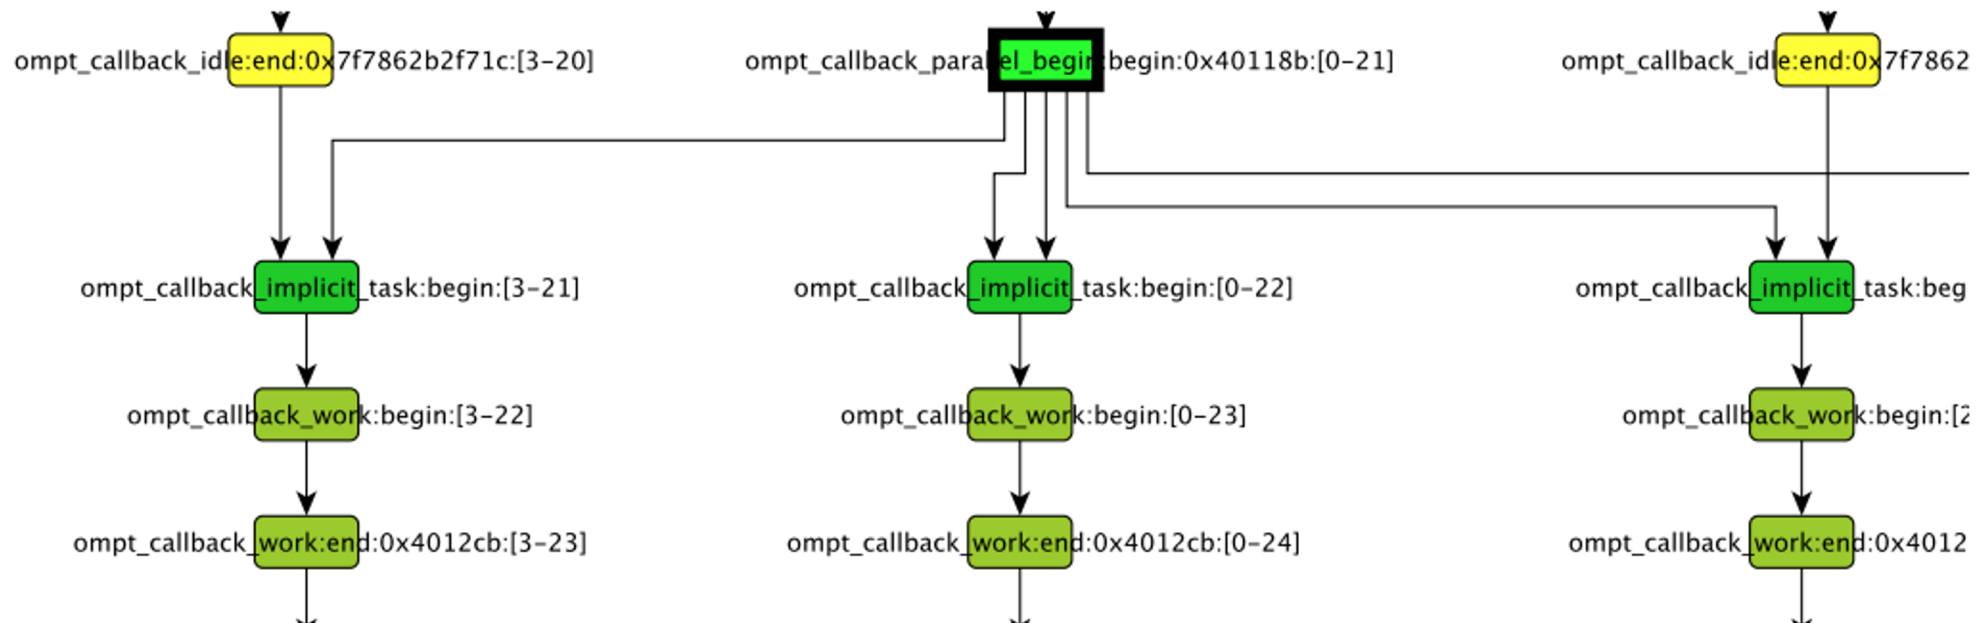 ompt_callback_idle:end:0x7f7862b2f71c:[3-20]
ompt_callback_parallel_begin:begin:0x40118b:[0-21]
ompt_callback_idle:end:0x7f7862
ompt_callback_implicit_task:begin:[3-21]
ompt_callback_implicit_task:begin:[0-22]
ompt_callback_implicit_task:beg
ompt_callback_work:begin:[3-22]
ompt_callback_work:begin:[0-23]
ompt_callback_work:begin:[2
ompt_callback_work:end:0x4012cb:[3-23]
ompt_callback_work:end:0x4012cb:[0-24]
ompt_callback_work:end:0x4012